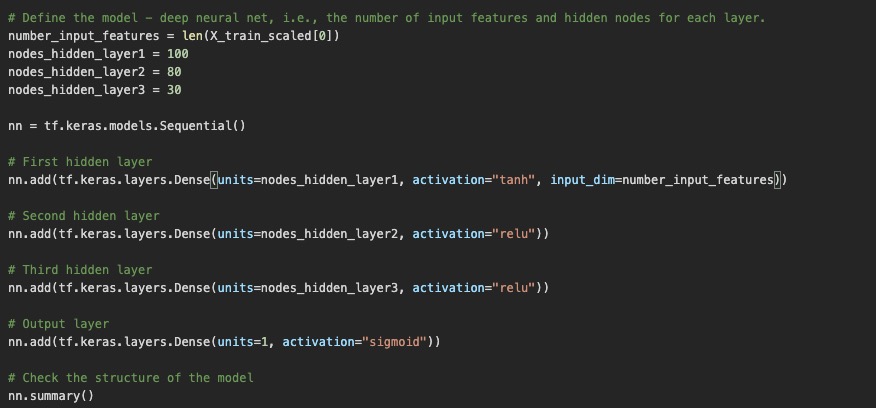 # Define the model - deep neural net, i.e., the number of input features and hidden nodes for each layer.
number_input_features = len(X_train_scaled[0])
nodes_hidden_layer1 = 100
nodes_hidden_layer2 = 80
nodes_hidden_layer3 = 30
nn = tf.keras.models.Sequential()
# First hidden layer
nn.add(tf.keras.layers.Dense(units=nodes_hidden_layer1, activation="tanh", input_dim=number_input_features))
# Second hidden layer
nn.add(tf.keras.layers.Dense(units=nodes_hidden_layer2, activation="relu"))
# Third hidden layer
nn.add(tf.keras.layers.Dense(units=nodes_hidden_layer3, activation="relu"))
# Output layer
nn.add(tf.keras.layers.Dense(units=1, activation="sigmoid"))
# Check the structure of the model
nn.summary()